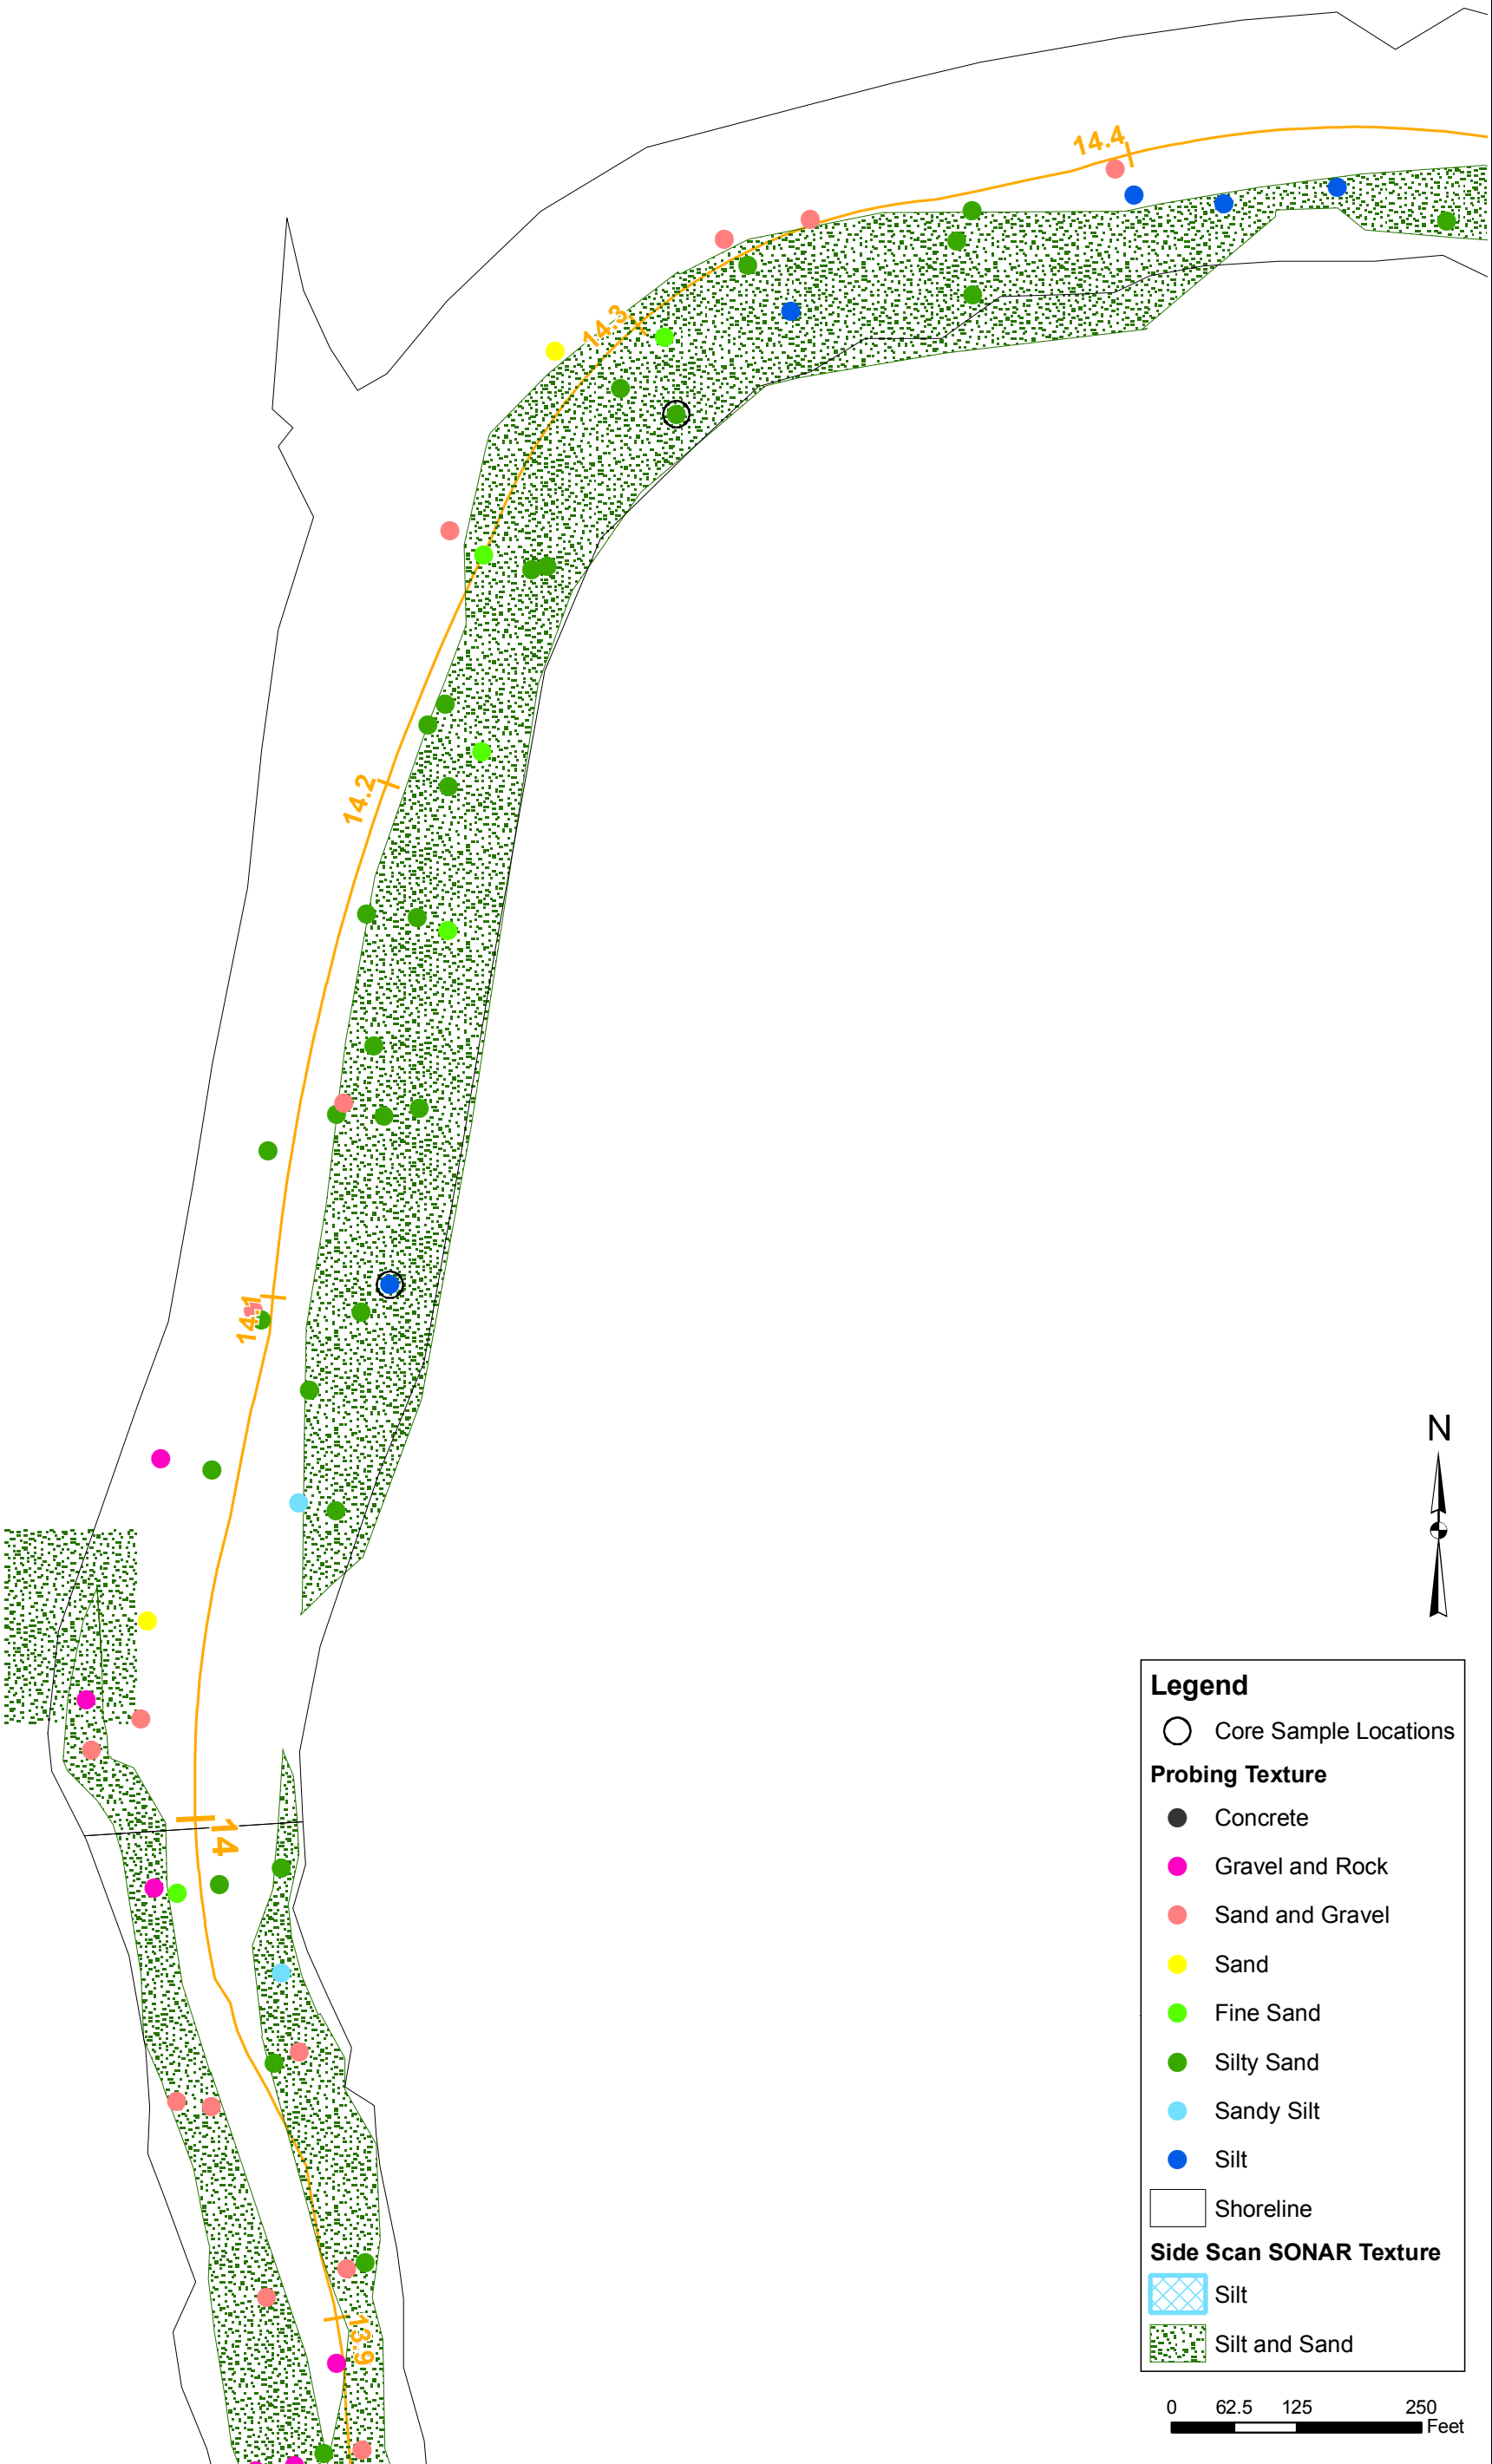 14.4
14.3
14.2
14.1
14
13.9
N
Legend
Core Sample Locations
Probing Texture
Concrete
Gravel and Rock
Sand and Gravel
Sand
Fine Sand
Silty Sand
Sandy Silt
Silt
Shoreline
Side Scan SONAR Texture
Silt
Silt and Sand
0 62.5 125 250
Feet